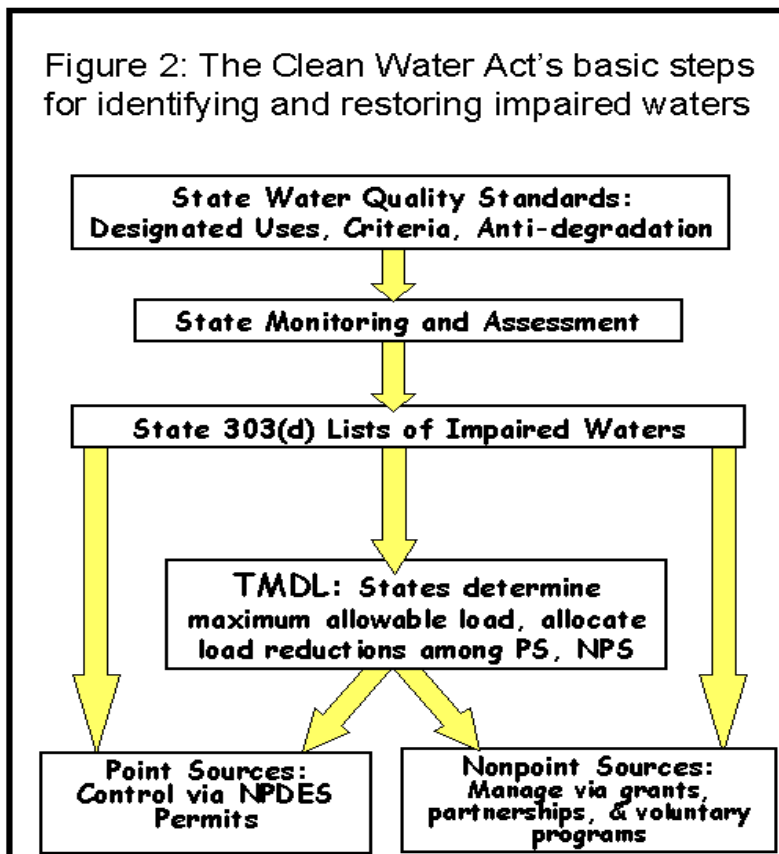 Figure 2: The Clean Water Act's basic steps
for identifying and restoring impaired waters
State Water Quality Standards:
Designated Uses, Criteria, Anti-degradation
State Monitoring and Assessment
State 303(d) Lists of Impaired Waters
TMDL: States determine
maximum allowable load, allocate
load reductions among PS, NPS
Point Sources:
Control via NPDES
Permits
Nonpoint Sources:
Manage via grants,
partnerships, & voluntary
programs